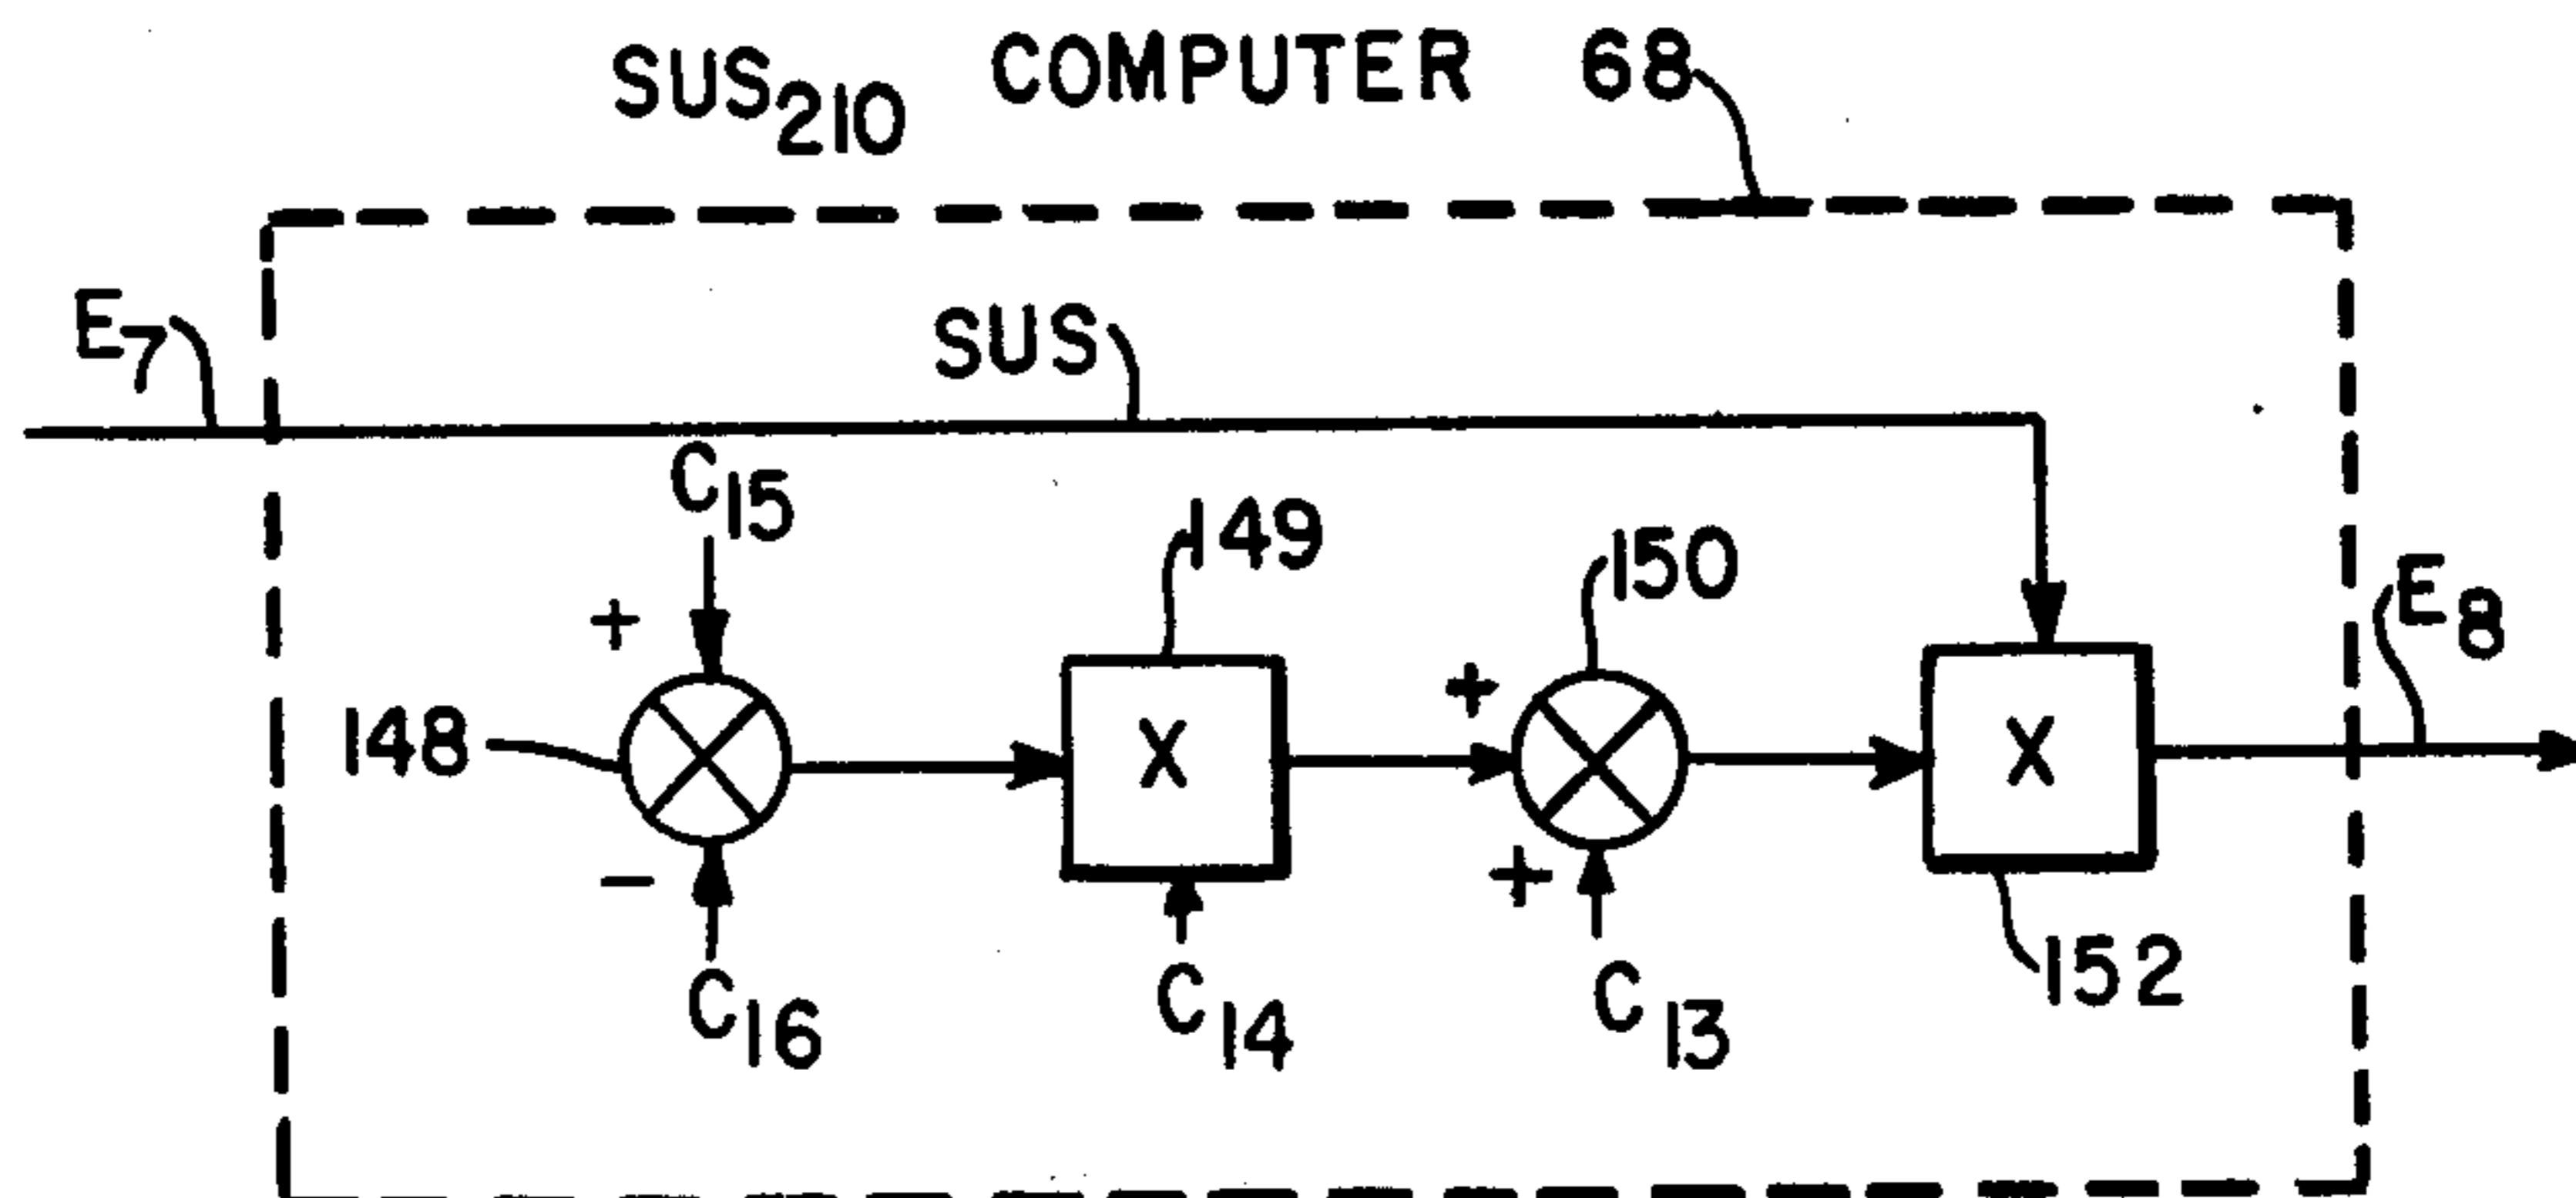 SUS210 COMPUTER 68
E7
SUS
C15
149
150
E8
+
+
148
X
X
-
+
152
C16
C14
C13